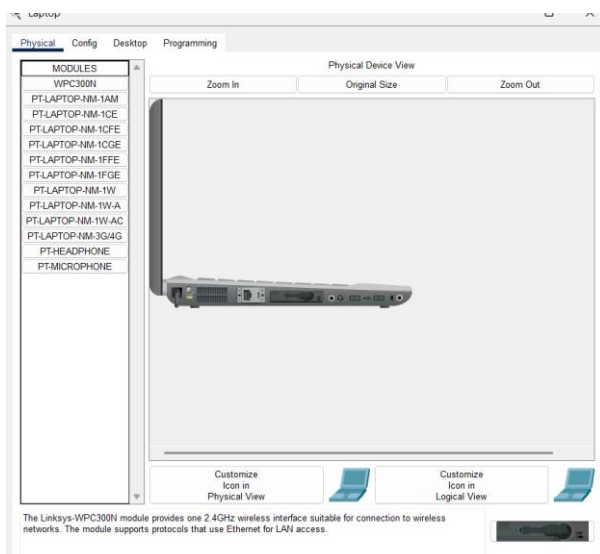 Laptop
Physical Config Desktop Programming
MODULES
WPC300N
PT-LAPTOP-NM-1AM
PT-LAPTOP-NM-1CE
PT-LAPTOP-NM-1CFE
PT-LAPTOP-NM-1CGE
PT-LAPTOP-NM-1FFE
PT-LAPTOP-NM-1FGE
PT-LAPTOP-NM-1W
PT-LAPTOP-NM-1W-A
PT-LAPTOP-NM-1W-AC
PT-LAPTOP-NM-3G/4G
PT-HEADPHONE
PT-MICROPHONE
Physical Device View
Zoom In Original Size Zoom Out
Customize
Icon in
Physical View
Customize
Icon in
Logical View
The Linksys-WPC300N module provides one 2.4GHz wireless interface suitable for connection to wireless
networks. The module supports protocols that use Ethernet for LAN access.